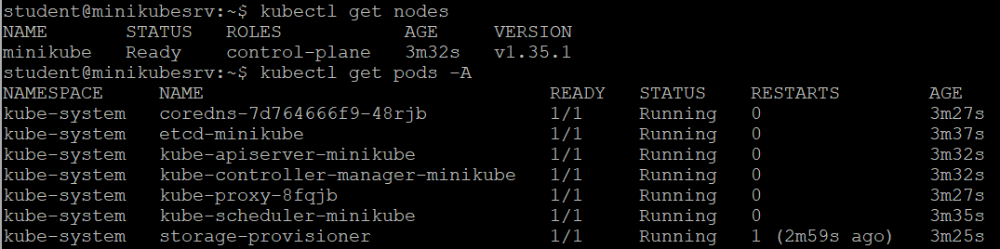 student@minikubesrv:~$ kubectl get nodes
NAME       STATUS   ROLES           AGE     VERSION
minikube   Ready    control-plane   3m32s   v1.35.1
student@minikubesrv:~$ kubectl get pods -A
NAMESPACE     NAME                               READY   STATUS    RESTARTS        AGE
kube-system   coredns-7d764666f9-48rjb           1/1     Running   0               3m27s
kube-system   etcd-minikube                      1/1     Running   0               3m37s
kube-system   kube-apiserver-minikube            1/1     Running   0               3m32s
kube-system   kube-controller-manager-minikube   1/1     Running   0               3m32s
kube-system   kube-proxy-8fqjb                   1/1     Running   0               3m27s
kube-system   kube-scheduler-minikube            1/1     Running   0               3m35s
kube-system   storage-provisioner                1/1     Running   1 (2m59s ago)   3m25s